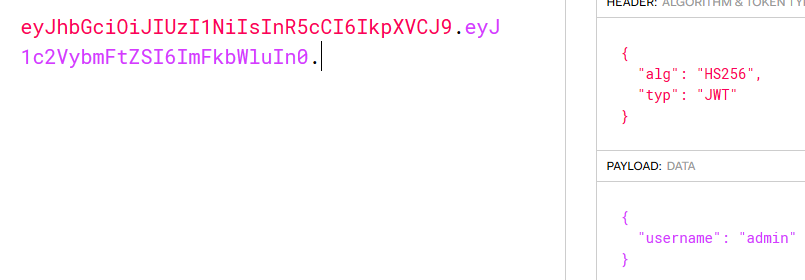 HEADER: ALGORITHM & TOKEN TY
eyJhbGciOiJIUzI1NiIsInR5cCI6IkpXVCJ9.eyJ
1c2VybmFtZSI6ImFkbWluIn0.
{
"alg": "HS256",
"typ": "JWT"
}
PAYLOAD: DATA
{
"username": "admin"
}